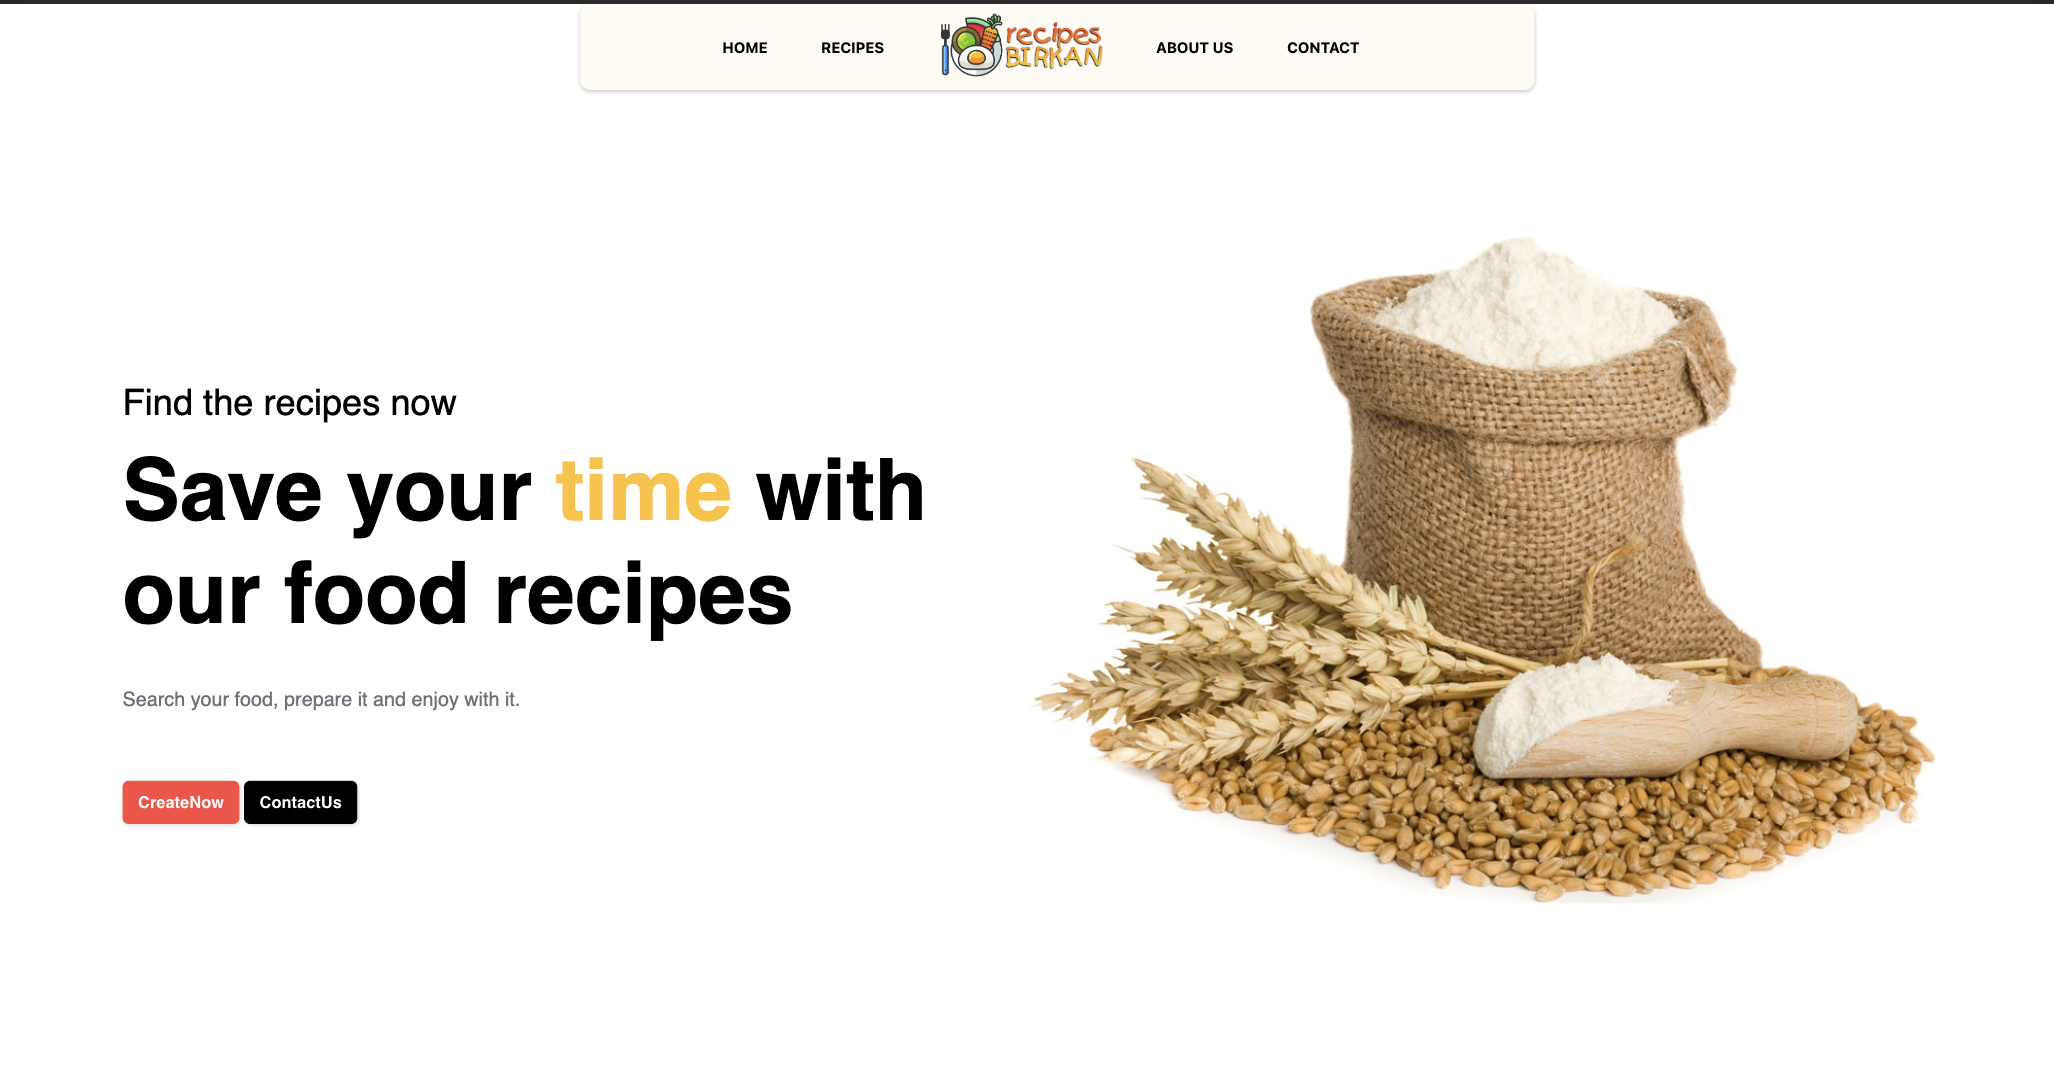 HOME
RECIPES
recipes
BIRKAN
ABOUT US
CONTACT
Find the recipes now
Save your time with
our food recipes
Search your food, prepare it and enjoy with it.
CreateNow
ContactUs